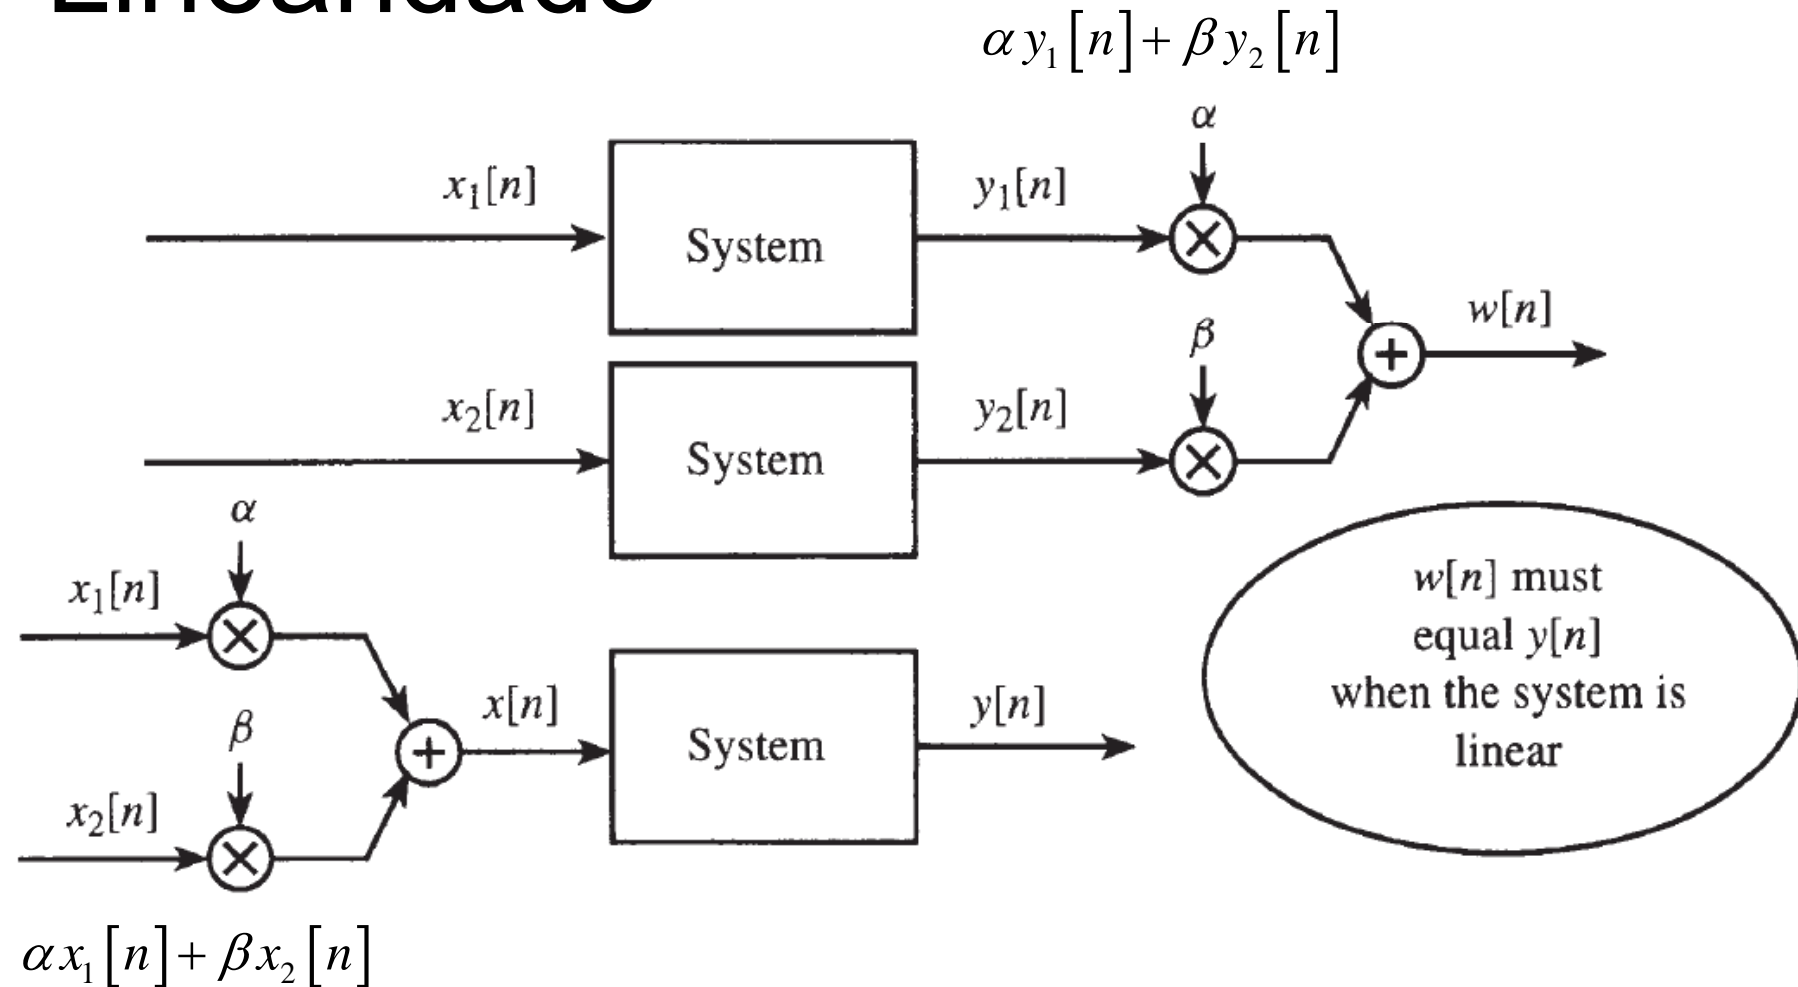 Linearidade
αy₁[n]+ βy₂[n]
α
x₁[n]
System
y₁[n]
β
w[n]
x₂[n]
System
y₂[n]
α
x₁[n]
β
x[n]
System
y[n]
x₂[n]
w[n] must
equal y[n]
when the system is
linear
αx₁[n]+ βx₂[n]